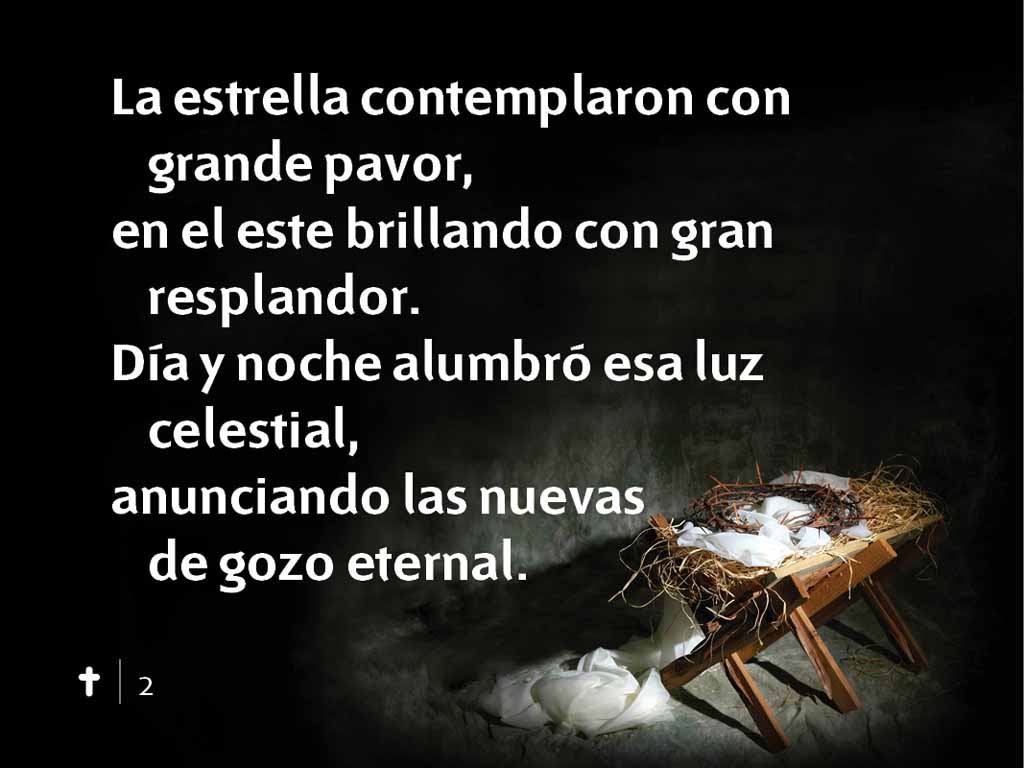 La estrella contemplaron con
grande pavor,
en el este brillando con gran
resplandor.
Día y noche alumbró esa luz
celestial,
anunciando las nuevas
de gozo eternal.
2